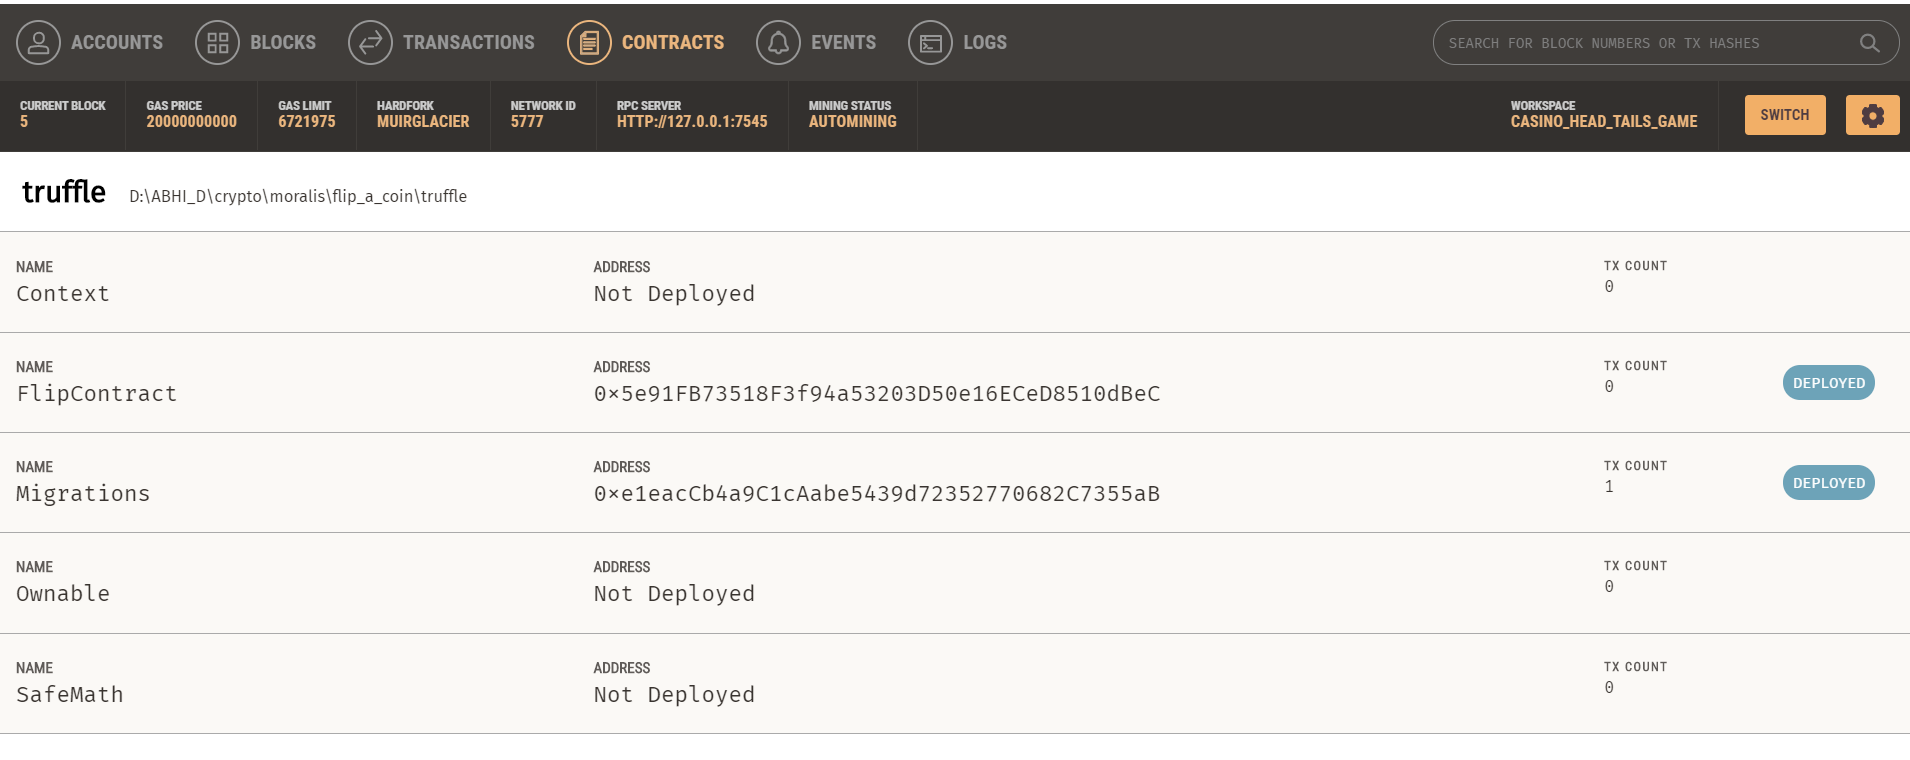 ACCOUNTS BLOCKS TRANSACTIONS CONTRACTS EVENTS LOGS SEARCH FOR BLOCK NUMBERS OR TX HASHES
CURRENT BLOCK GAS PRICE GAS LIMIT HARDFORK NETWORK ID RPC SERVER MINING STATUS WORKSPACE
5 20000000000 6721975 MUIRGLACIER 5777 HTTP://127.0.0.1:7545 AUTOMINING CASINO_HEAD_TAILS_GAME SWITCH
truffle D:\ABHI_D\crypto\moralis\flip_a_coin\truffle
NAME ADDRESS TX COUNT
Context Not Deployed 0
NAME ADDRESS TX COUNT
FlipContract 0x5e91FB73518F3f94a53203D50e16ECeD8510dBeC 0 DEPLOYED
NAME ADDRESS TX COUNT
Migrations 0xe1eacCb4a9C1cAabe5439d72352770682C7355aB 1 DEPLOYED
NAME ADDRESS TX COUNT
Ownable Not Deployed 0
NAME ADDRESS TX COUNT
SafeMath Not Deployed 0